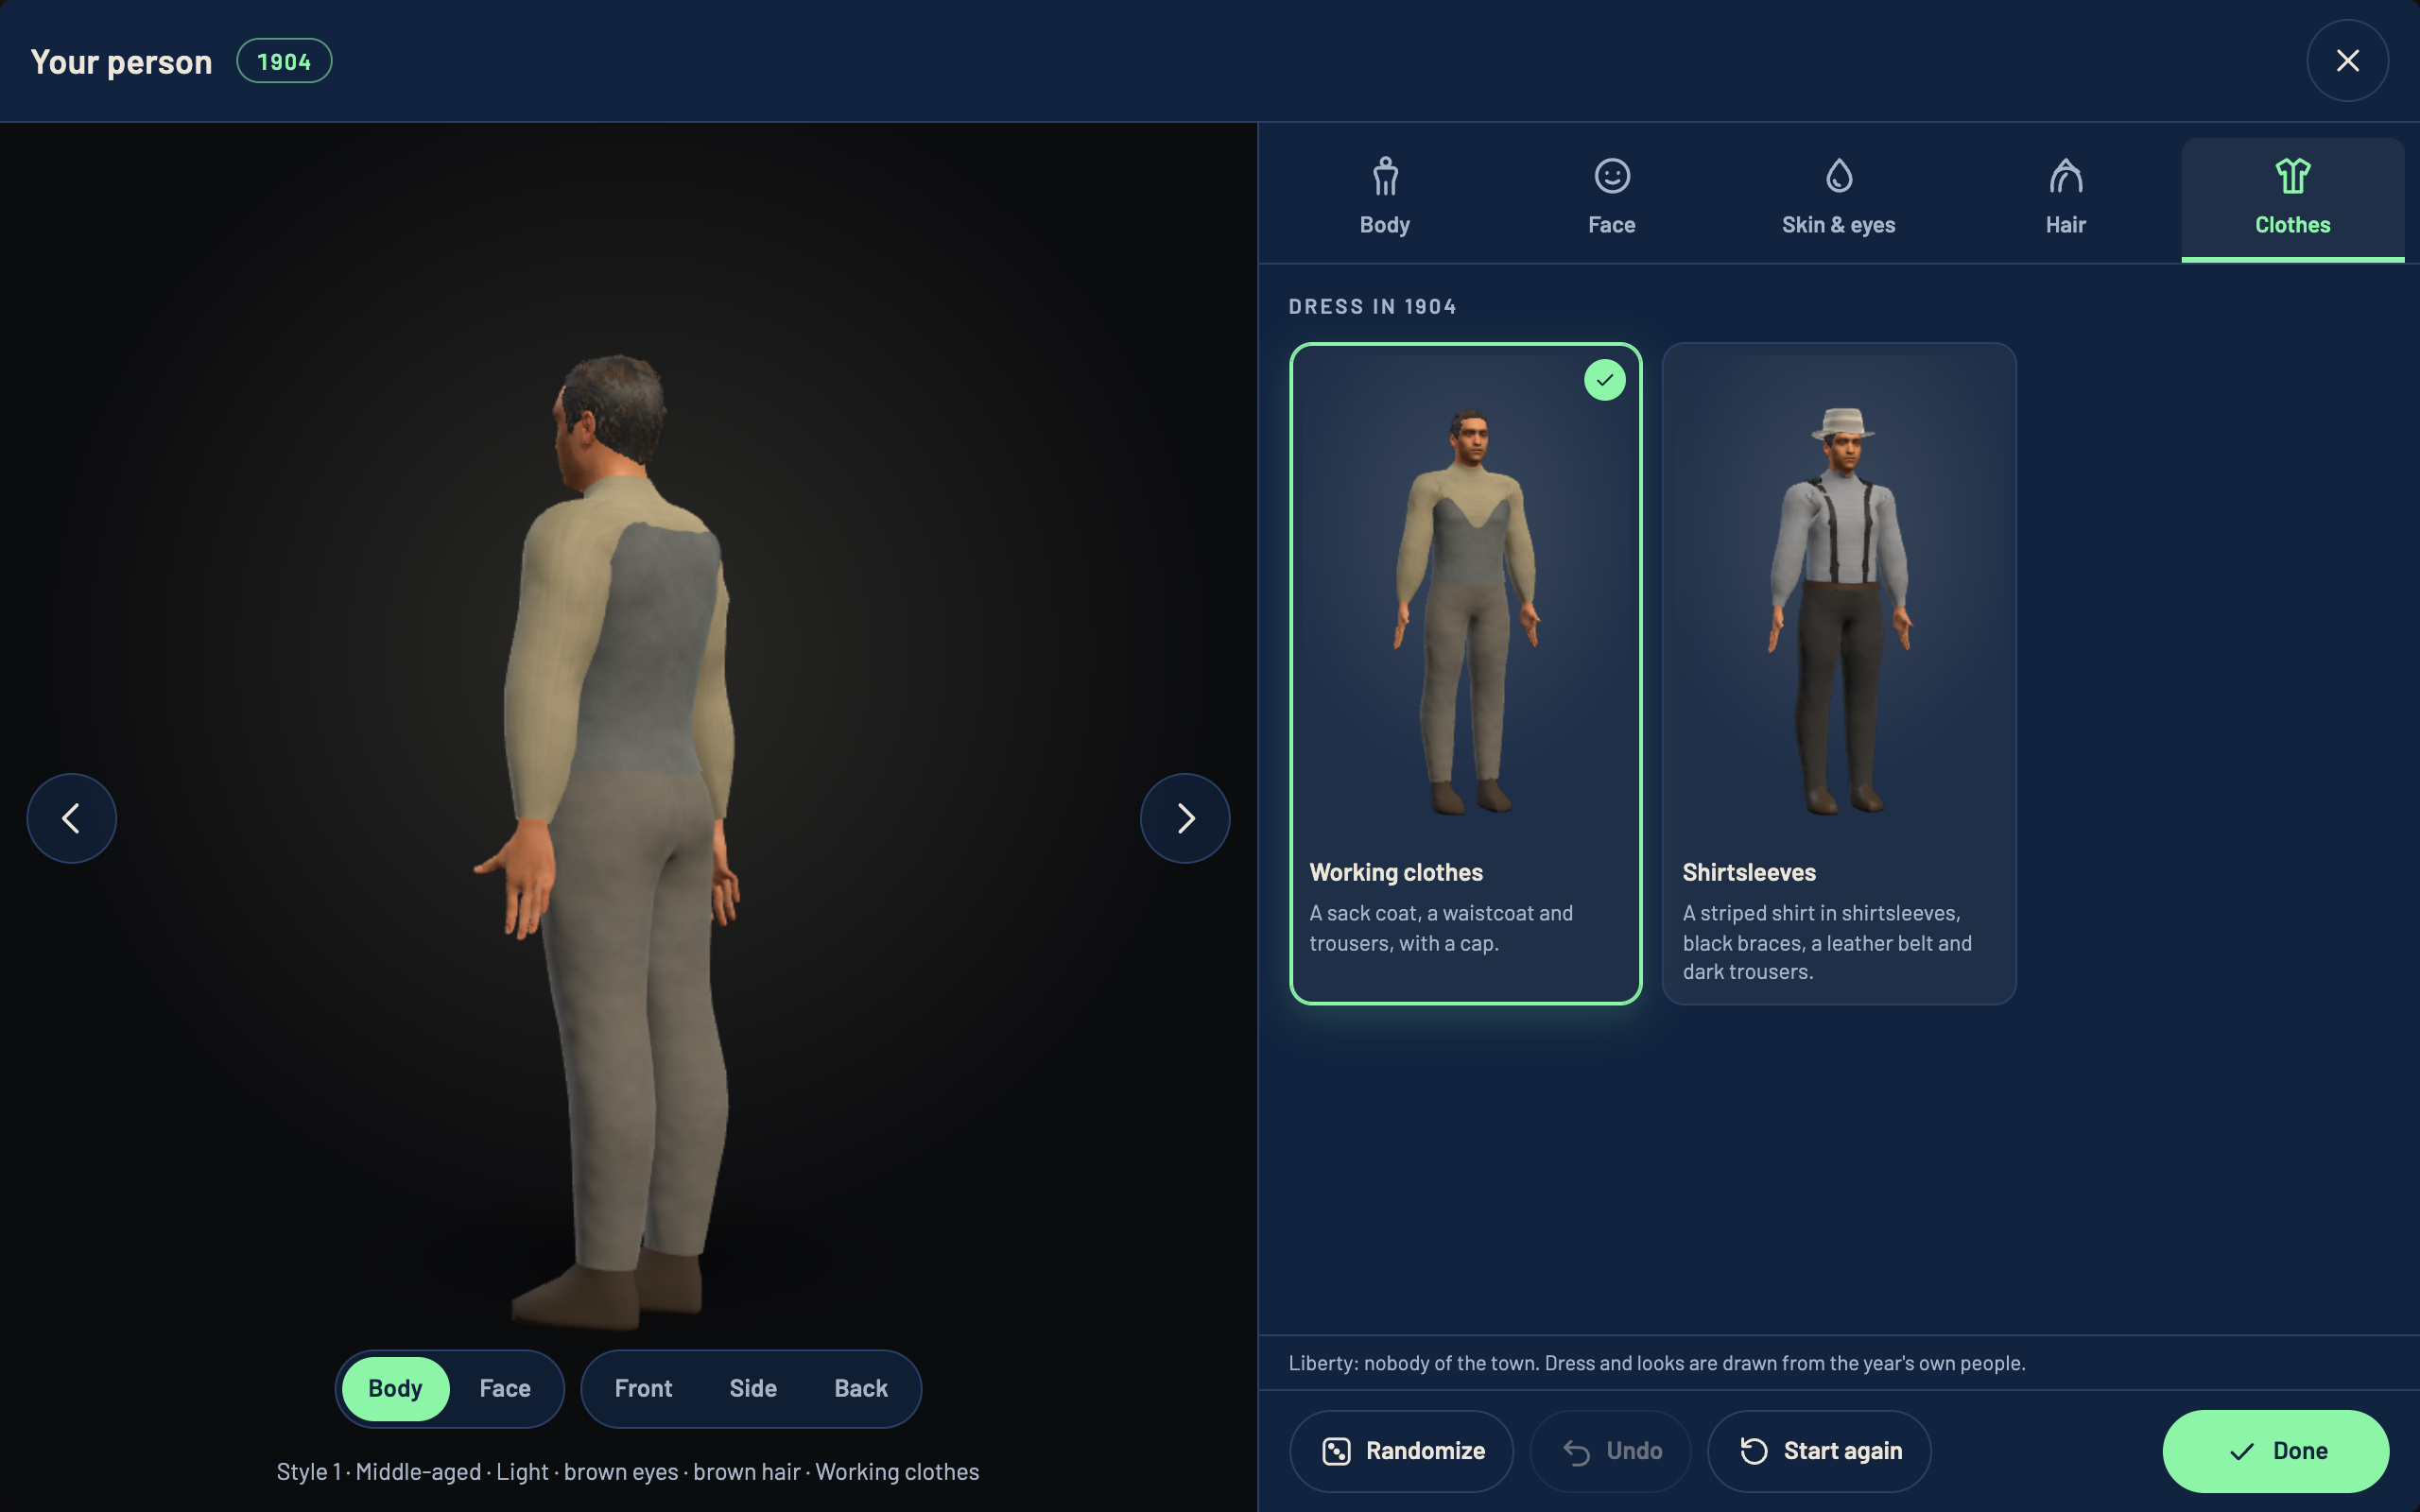 Your person
1904
Body
Face
Skin & eyes
Hair
Clothes
DRESS IN 1904
Working clothes
A sack coat, a waistcoat and
trousers, with a cap.
Shirtsleeves
A striped shirt in shirtsleeves,
black braces, a leather belt and
dark trousers.
Body
Face
Front
Side
Back
Style 1 · Middle-aged · Light · brown eyes · brown hair · Working clothes
Liberty: nobody of the town. Dress and looks are drawn from the year's own people.
Randomize
Undo
Start again
Done